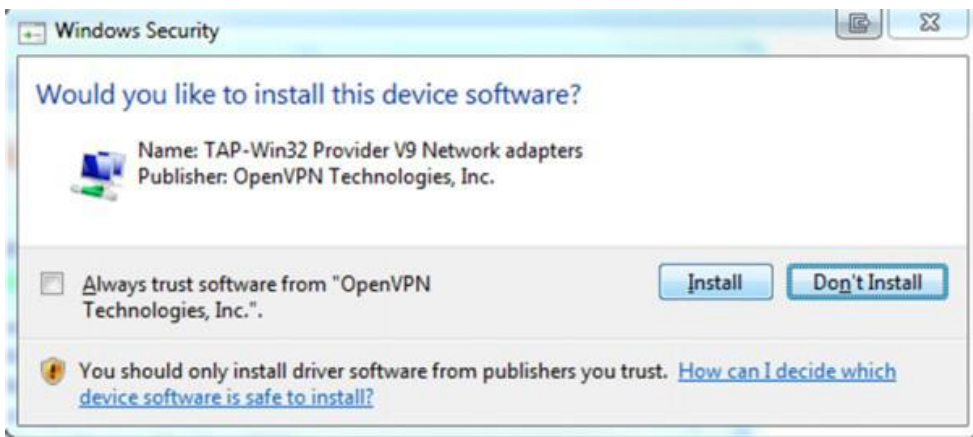 Windows Security
Would you like to install this device software?
Name: TAP-Win32 Provider V9 Network adapters
Publisher: OpenVPN Technologies, Inc.
Always trust software from "OpenVPN
Technologies, Inc.".
Install
Don't Install
You should only install driver software from publishers you trust. How can I decide which
device software is safe to install?